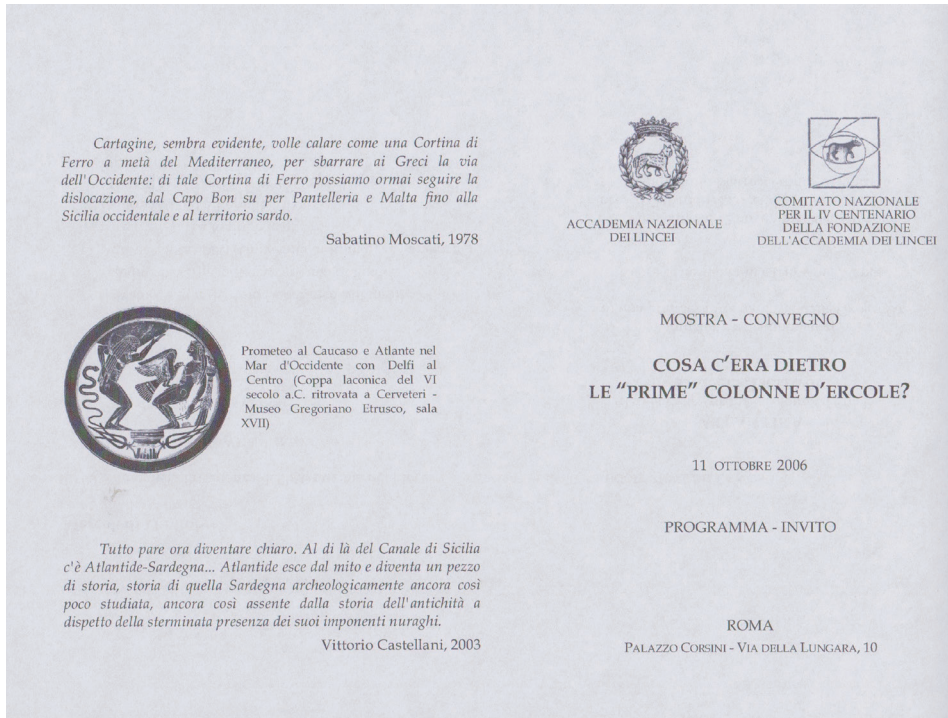 Cartagine, sembra evidente, volle calare come una Cortina di
Ferro a metà del Mediterraneo, per sbarrare ai Greci la via
dell'Occidente: di tale Cortina di Ferro possiamo ormai seguire la
dislocazione, dal Capo Bon su per Pantelleria e Malta fino alla
Sicilia occidentale e al territorio sardo.
Sabatino Moscati, 1978
Prometeo al Caucaso e Atlante nel
Mar d'Occidente con Delfi al
Centro (Coppa laconica del VI
secolo a.C. ritrovata a Cerveteri -
Museo Gregoriano Etrusco, sala
XVII)
Tutto pare ora diventare chiaro. Al di là del Canale di Sicilia
c'è Atlantide-Sardegna... Atlantide esce dal mito e diventa un pezzo
di storia, storia di quella Sardegna archeologicamente ancora così
poco studiata, ancora così assente dalla storia dell'antichità a
dispetto della sterminata presenza dei suoi imponenti nuraghi.
Vittorio Castellani, 2003
ACCADEMIA NAZIONALE
DEI LINCEI
COMITATO NAZIONALE
PER IL IV CENTENARIO
DELLA FONDAZIONE
DELL'ACCADEMIA DEI LINCEI
MOSTRA – CONVEGNO
COSA C'ERA DIETRO
LE "PRIME" COLONNE D'ERCOLE?
11 OTTOBRE 2006
PROGRAMMA - INVITO
ROMA
PALAZZO CORSINI - VIA DELLA LUNGARA, 10